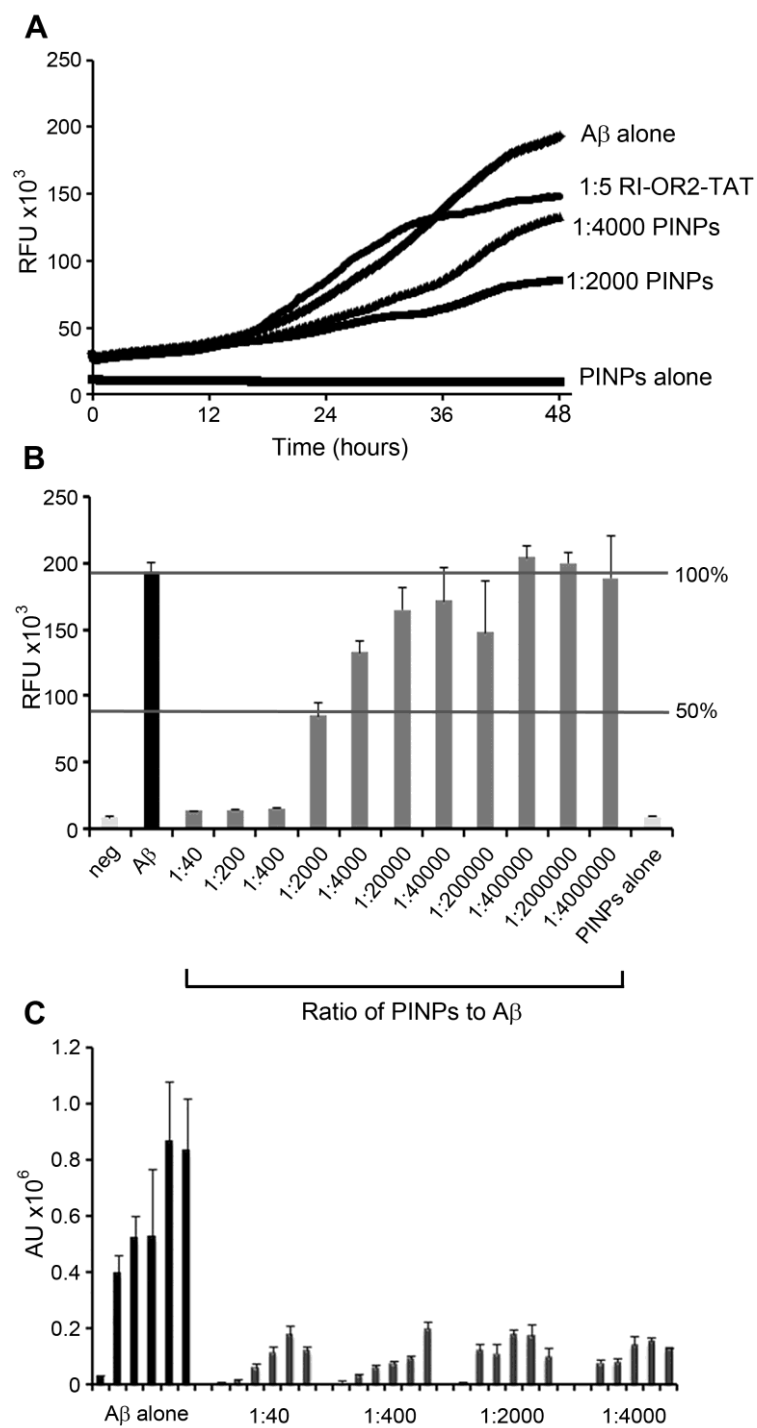 A
250
200
150
100
50
0
RFU x10³
0 12 24 36 48
Time (hours)
Aβ alone
1:5 RI-OR2-TAT
1:4000 PINPs
1:2000 PINPs
PINPs alone
B
250
200
150
100
50
0
RFU x10³
100%
50%
neg Aβ 1:40 1:200 1:400 1:2000 1:4000 1:20000 1:40000 1:200000 1:400000 1:2000000 1:4000000 PINPs alone
Ratio of PINPs to Aβ
C
1.2
1.0
0.8
0.6
0.4
0.2
0
AU x10⁶
Aβ alone 1:40 1:400 1:2000 1:4000